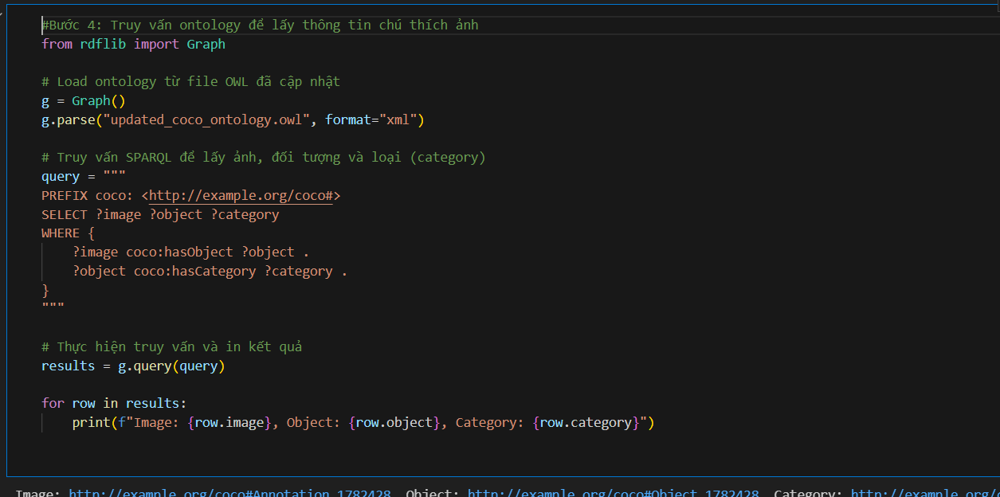 #Bước 4: Truy vấn ontology để lấy thông tin chú thích ảnh
from rdflib import Graph
# Load ontology từ file OWL đã cập nhật
g = Graph()
g.parse("updated_coco_ontology.owl", format="xml")
# Truy vấn SPARQL để lấy ảnh, đối tượng và loại (category)
query = """
PREFIX coco: <http://example.org/coco#>
SELECT ?image ?object ?category
WHERE {
    ?image coco:hasObject ?object .
    ?object coco:hasCategory ?category .
}
"""
# Thực hiện truy vấn và in kết quả
results = g.query(query)
for row in results:
    print(f"Image: {row.image}, Object: {row.object}, Category: {row.category}")
Image: http://example.org/coco#Annotation_1782428, Object: http://example.org/coco#Object_1782428, Category: http://example.org/